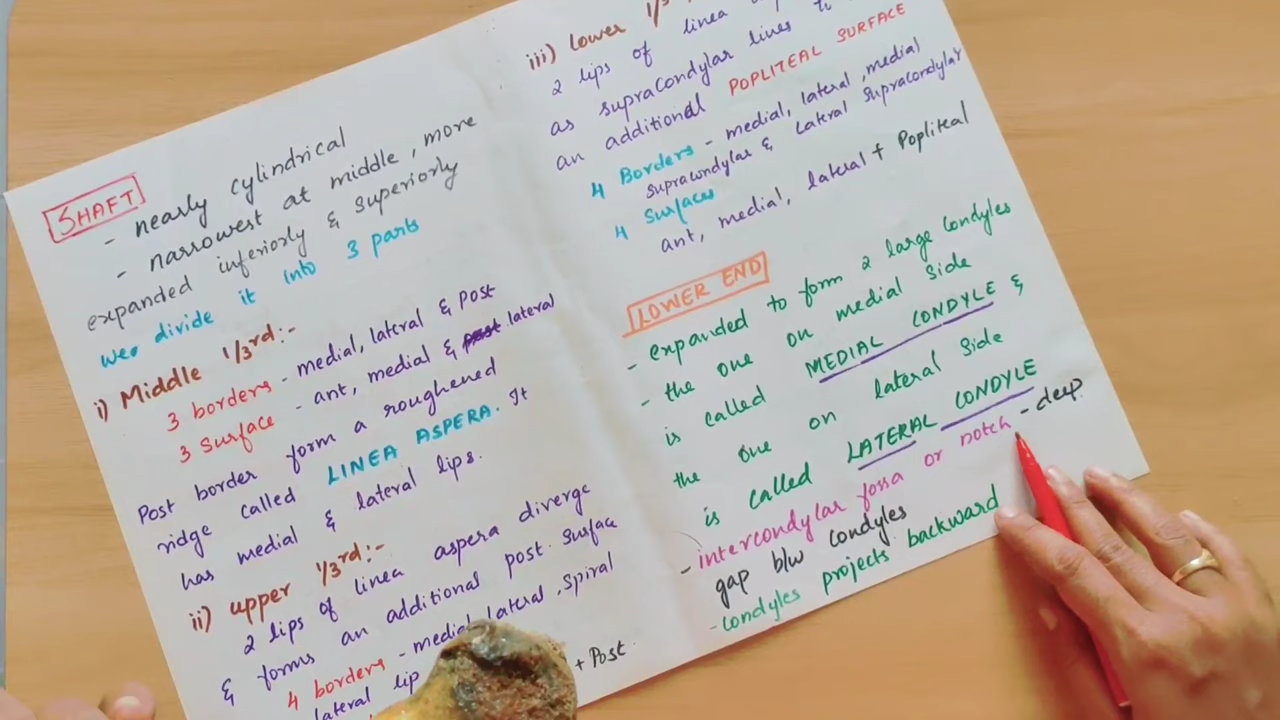 SHAFT
- nearly cylindrical
- narrowest at middle, more
expanded inferiorly & superiorly
we divide it into 3 parts
i) Middle 1/3rd:-
3 borders - medial, lateral & post
3 Surface - ant, medial & post lateral
Post border form a roughened
ridge called LINEA ASPERA. It
has medial & lateral lips.
ii) upper 1/3rd:-
2 lips of linea aspera diverge
& forms an additional post. surface
4 borders - medial lateral, spiral
lateral lip
+ Post
iii) lower 1/3
2 lips of linea
as supracondylar lines to
an additional POPLITEAL SURFACE
4 Borders - medial, lateral, medial
supracondylar & lateral supracondylar
4 Surfaces
ant, medial, lateral + Popliteal
LOWER END
- expanded to form 2 large condyles
- the one on medial side
is called MEDIAL CONDYLE &
the one on lateral side
is called LATERAL CONDYLE
- intercondylar fossa or notch - deep
gap b/w condyles
- condyles projects backward